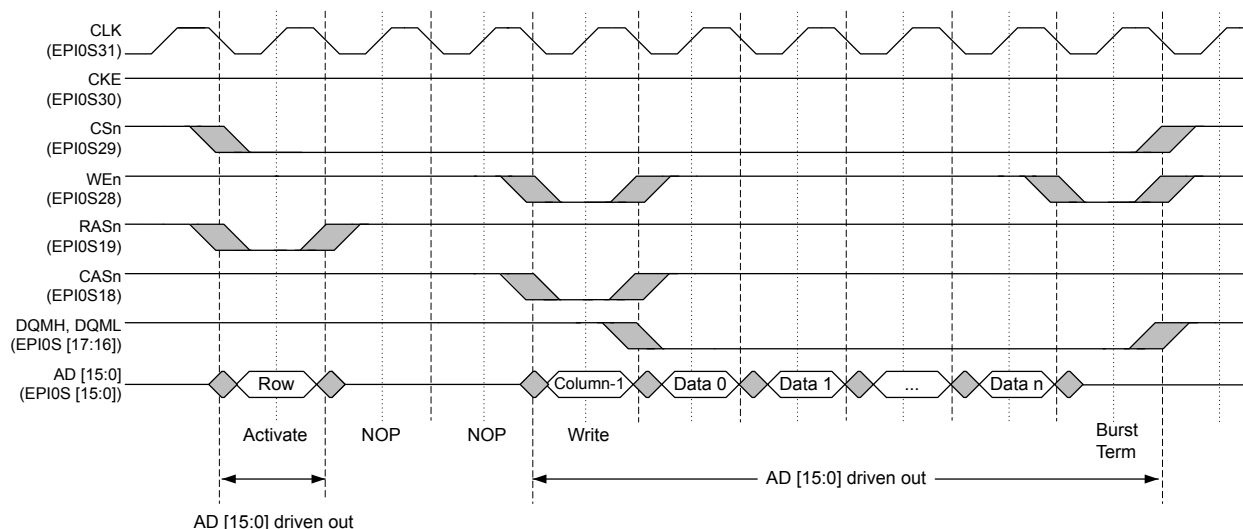 CLK
(EPI0S31)
CKE
(EPI0S30)
CSn
(EPI0S29)
WEn
(EPI0S28)
RASn
(EPI0S19)
CASn
(EPI0S18)
DQMH, DQML
(EPI0S [17:16])
AD [15:0]
(EPI0S [15:0])
Row
Column-1
Data 0
Data 1
...
Data n
Activate
NOP
NOP
Write
Burst
Term
AD [15:0] driven out
AD [15:0] driven out